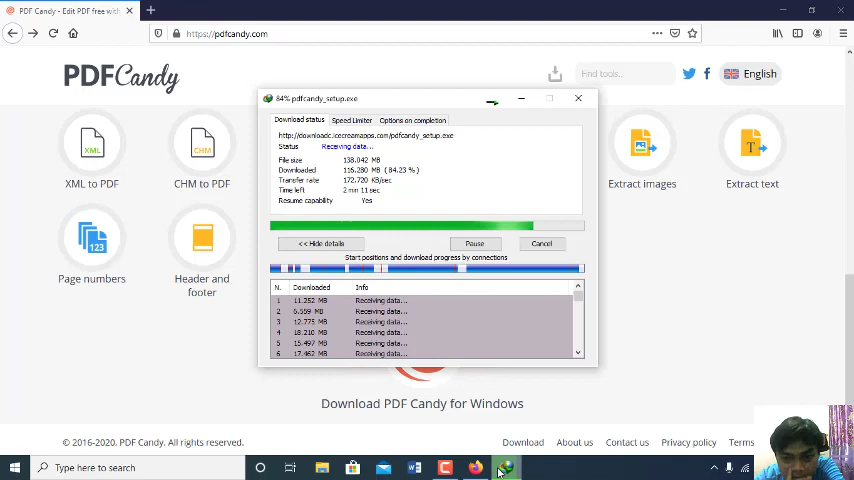 PDF Candy - Edit PDF free with
https://pdfcandy.com
PDFCandy
Find tools..
English
84% pdfcandy_setup.exe
Download status
Speed Limiter
Options on completion
http://downloadc.icecreamapps.com/pdfcandy_setup.exe
Status Receiving data...
File size 138.042 MB
Downloaded 116.280 MB ( 84.23 % )
Transfer rate 172.720 KB/sec
Time left 2 min 11 sec
Resume capability Yes
<< Hide details
Pause
Cancel
Start positions and download progress by connections
N. Downloaded Info
1 11.252 MB Receiving data...
2 6.559 MB Receiving data...
3 12.775 MB Receiving data...
4 18.210 MB Receiving data...
5 15.497 MB Receiving data...
6 17.462 MB Receiving data...
XML
XML to PDF
CHM
CHM to PDF
Extract images
T
Extract text
123
Page numbers
Header and
footer
Download PDF Candy for Windows
© 2016-2020, PDF Candy. All rights reserved.
Download
About us
Contact us
Privacy policy
Terms
Type here to search